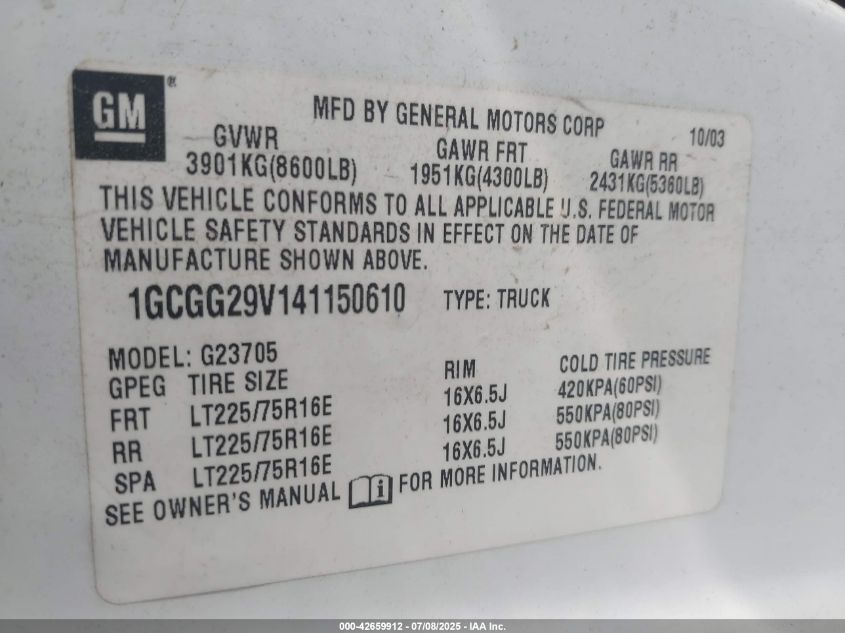 GM ®
MFD BY GENERAL MOTORS CORP 10/03
GVWR GAWR FRT GAWR RR
3901KG(8600LB) 1951KG(4300LB) 2431KG(5360LB)
THIS VEHICLE CONFORMS TO ALL APPLICABLE U.S. FEDERAL MOTOR
VEHICLE SAFETY STANDARDS IN EFFECT ON THE DATE OF
MANUFACTURE SHOWN ABOVE.
1GCGG29V141150610 TYPE: TRUCK
MODEL: G23705
GPEG TIRE SIZE RIM COLD TIRE PRESSURE
FRT LT225/75R16E 16X6.5J 420KPA(60PSI)
RR LT225/75R16E 16X6.5J 550KPA(80PSI)
SPA LT225/75R16E 16X6.5J 550KPA(80PSI)
SEE OWNER'S MANUAL i FOR MORE INFORMATION.
000-42659912 - 07/08/2025 - IAA Inc.